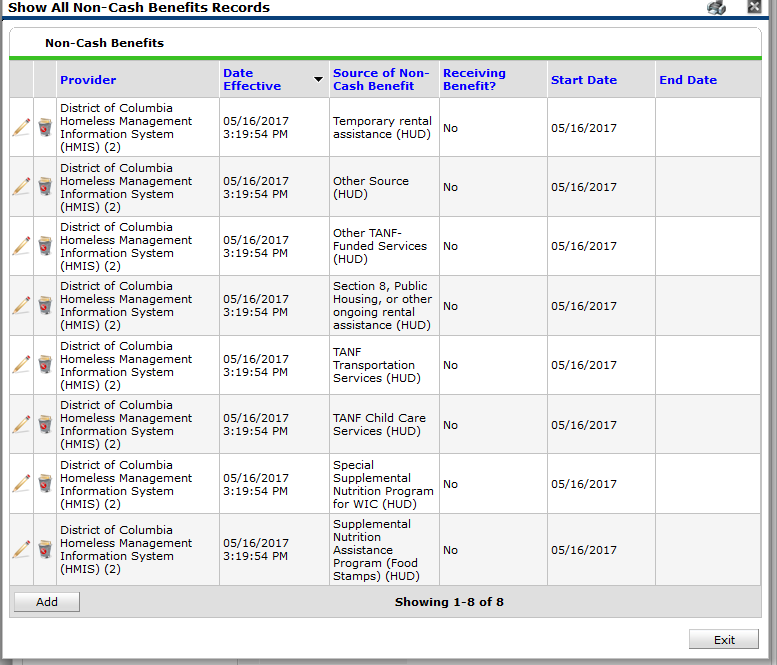 Show All Non-Cash Benefits Records
Non-Cash Benefits
Provider
Date
Effective
Source of Non-
Cash Benefit
Receiving
Benefit?
Start Date
End Date
District of Columbia
Homeless Management
Information System
(HMIS) (2)
05/16/2017
3:19:54 PM
Temporary rental
assistance (HUD)
No
05/16/2017
District of Columbia
Homeless Management
Information System
(HMIS) (2)
05/16/2017
3:19:54 PM
Other Source
(HUD)
No
05/16/2017
District of Columbia
Homeless Management
Information System
(HMIS) (2)
05/16/2017
3:19:54 PM
Other TANF-
Funded Services
(HUD)
No
05/16/2017
District of Columbia
Homeless Management
Information System
(HMIS) (2)
05/16/2017
3:19:54 PM
Section 8, Public
Housing, or other
ongoing rental
assistance (HUD)
No
05/16/2017
District of Columbia
Homeless Management
Information System
(HMIS) (2)
05/16/2017
3:19:54 PM
TANF
Transportation
Services (HUD)
No
05/16/2017
District of Columbia
Homeless Management
Information System
(HMIS) (2)
05/16/2017
3:19:54 PM
TANF Child Care
Services (HUD)
No
05/16/2017
District of Columbia
Homeless Management
Information System
(HMIS) (2)
05/16/2017
3:19:54 PM
Special
Supplemental
Nutrition Program
for WIC (HUD)
No
05/16/2017
District of Columbia
Homeless Management
Information System
(HMIS) (2)
05/16/2017
3:19:54 PM
Supplemental
Nutrition
Assistance
Program (Food
Stamps) (HUD)
No
05/16/2017
Add
Showing 1-8 of 8
Exit